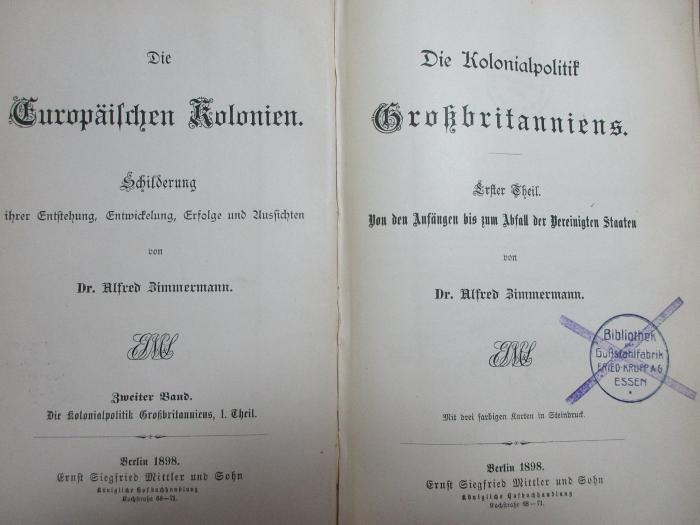 Die
Europäischen Kolonien.
Schilderung
ihrer Entstehung, Entwickelung, Erfolge und Aussichten
von
Dr. Alfred Zimmermann.
Zweiter Band.
Die Kolonialpolitik Großbritanniens, 1. Theil.
Berlin 1898.
Ernst Siegfried Mittler und Sohn
Königliche Hofbuchhandlung
Kochstraße 68—71.
Die Kolonialpolitik
Großbritanniens.
Erster Theil.
Von den Anfängen bis zum Abfall der Vereinigten Staaten
von
Dr. Alfred Zimmermann.
Bibliothek
Gußstahlfabrik
FRIED. KRUPP A.G
ESSEN
Mit drei farbigen Karten in Steindruck.
Berlin 1898.
Ernst Siegfried Mittler und Sohn
Königliche Hofbuchhandlung
Kochstraße 68—71.